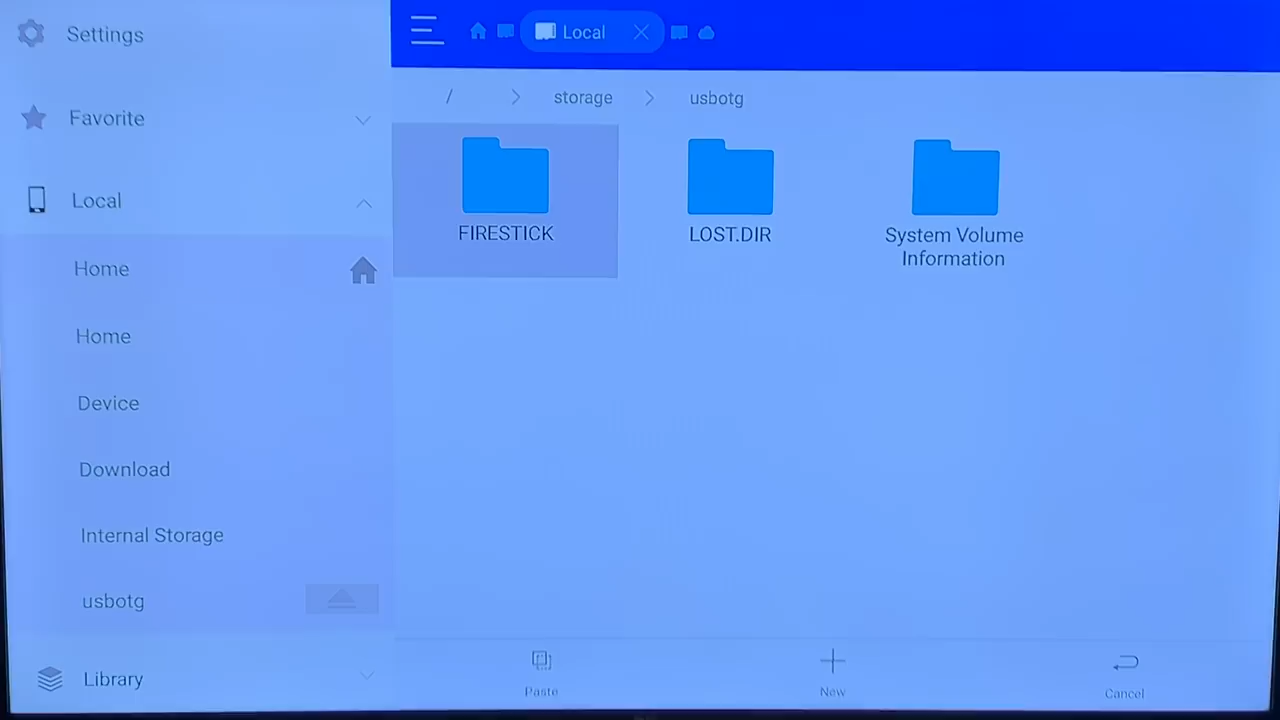 Settings
Favorite
Local
Home
Home
Device
Download
Internal Storage
usbotg
Library
Local
/ > storage > usbotg
FIRESTICK
LOST.DIR
System Volume
Information
Paste
New
Cancel